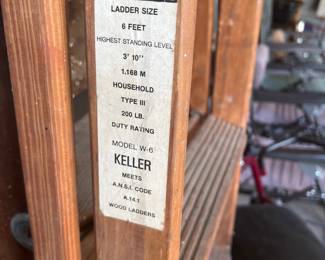 LADDER SIZE
6 FEET
HIGHEST STANDING LEVEL
3' 10"
1.168 M
HOUSEHOLD
TYPE III
200 LB.
DUTY RATING
MODEL W-6
KELLER
MEETS
A.N.S.I. CODE
A.14.1
WOOD LADDERS